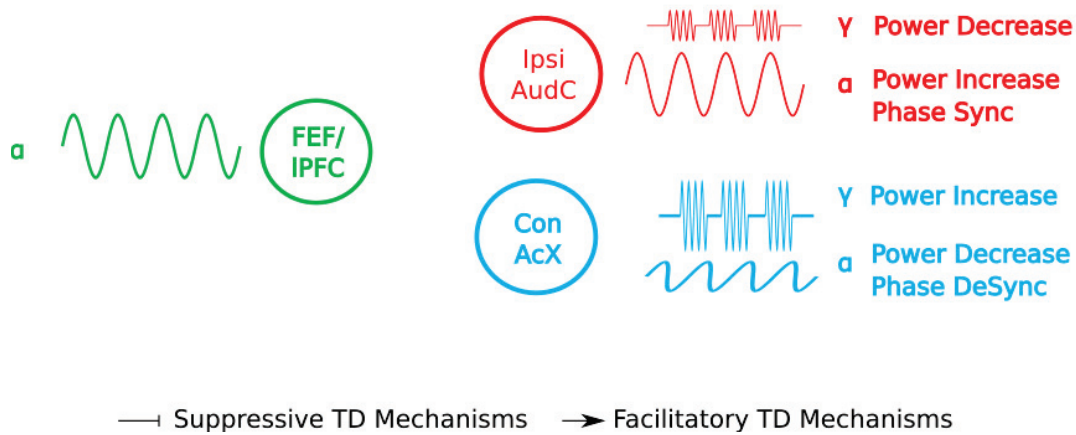 Ipsi
AudC
γ Power Decrease
ɑ Power Increase
Phase Sync
ɑ
FEF/
lPFC
Con
AcX
γ Power Increase
ɑ Power Decrease
Phase DeSync
Suppressive TD Mechanisms
Facilitatory TD Mechanisms